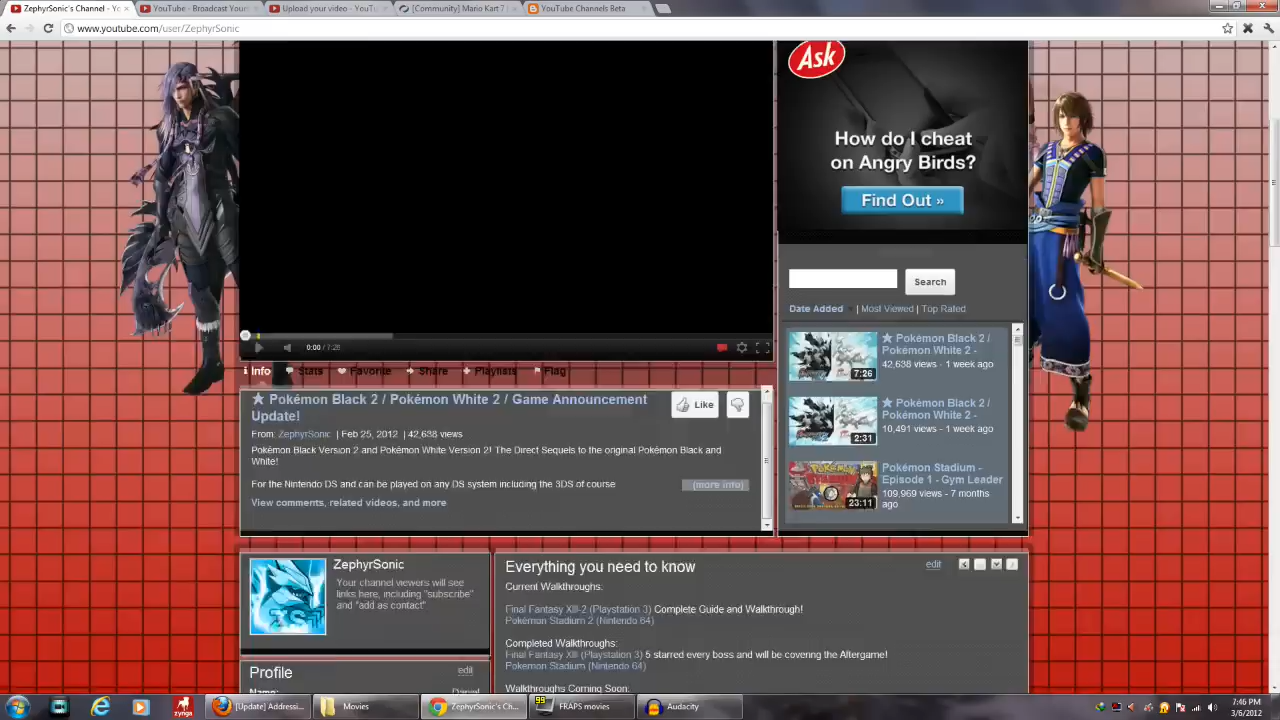 ZephyrSonic's Channel - Yo
YouTube - Broadcast Yours
Upload your video - YouTu
[Community] Mario Kart 7 |
YouTube Channels Beta
www.youtube.com/user/ZephyrSonic
Ask
How do I cheat
on Angry Birds?
Find Out »
Search
Date Added | Most Viewed | Top Rated
★ Pokémon Black 2 /
Pokémon White 2 -
42,638 views - 1 week ago
7:26
★ Pokémon Black 2 /
Pokémon White 2 -
10,491 views - 1 week ago
2:31
Pokémon Stadium -
Episode 1 - Gym Leader
109,969 views - 7 months
ago
23:11
0:00 / 7:26
Info Stats Favorite Share Playlists Flag
★ Pokémon Black 2 / Pokémon White 2 / Game Announcement
Update!
Like
From: ZephyrSonic | Feb 25, 2012 | 42,638 views
Pokémon Black Version 2 and Pokémon White Version 2! The Direct Sequels to the original Pokémon Black and
White!
For the Nintendo DS and can be played on any DS system including the 3DS of course
(more info)
View comments, related videos, and more
ZephyrSonic
Your channel viewers will see
links here, including "subscribe"
and "add as contact"
Profile
edit
Name:
Everything you need to know
edit
Current Walkthroughs:
Final Fantasy XIII-2 (Playstation 3) Complete Guide and Walkthrough!
Pokémon Stadium 2 (Nintendo 64)
Completed Walkthroughs:
Final Fantasy XIII (Playstation 3) 5 starred every boss and will be covering the Aftergame!
Pokemon Stadium (Nintendo 64)
Walkthroughs Coming Soon:
zynga
[Update] Addressi...
Movies
ZephyrSonic's Ch...
99
FRAPS movies
Audacity
7:46 PM
3/6/2012